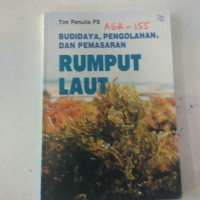 Tim Penulis PS
AGR-155
BUDIDAYA, PENGOLAHAN,
DAN PEMASARAN
RUMPUT
LAUT